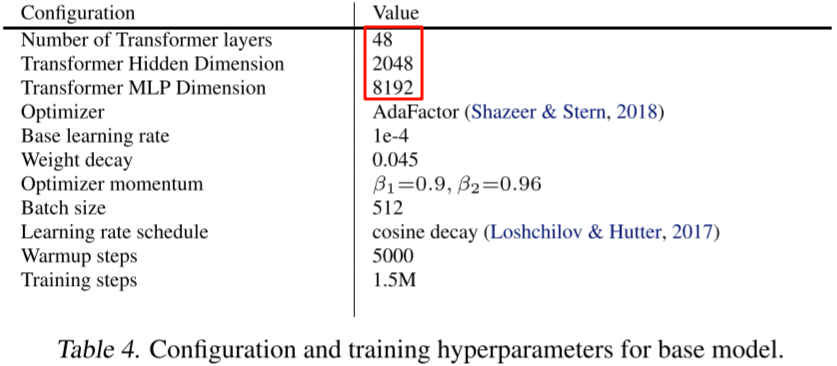 Configuration Value
Number of Transformer layers 48
Transformer Hidden Dimension 2048
Transformer MLP Dimension 8192
Optimizer AdaFactor (Shazeer & Stern, 2018)
Base learning rate 1e-4
Weight decay 0.045
Optimizer momentum β₁=0.9, β₂=0.96
Batch size 512
Learning rate schedule cosine decay (Loshchilov & Hutter, 2017)
Warmup steps 5000
Training steps 1.5M
Table 4. Configuration and training hyperparameters for base model.